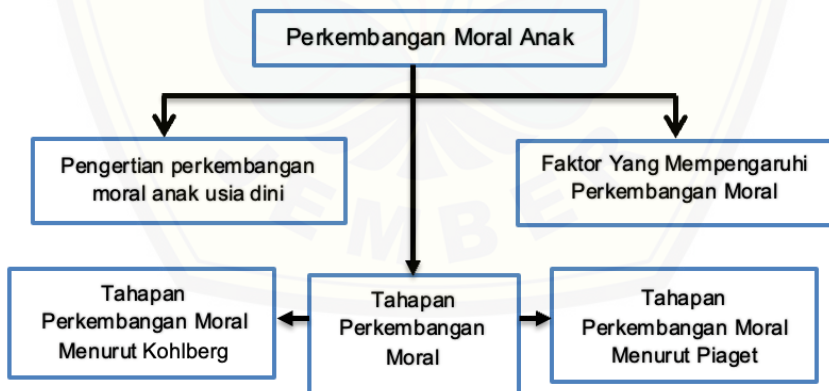 Perkembangan Moral Anak
Pengertian perkembangan
moral anak usia dini
Faktor Yang Mempengaruhi
Perkembangan Moral
EMBER
Tahapan
Perkembangan Moral
Menurut Kohlberg
Tahapan
Perkembangan
Moral
Tahapan
Perkembangan Moral
Menurut Piaget